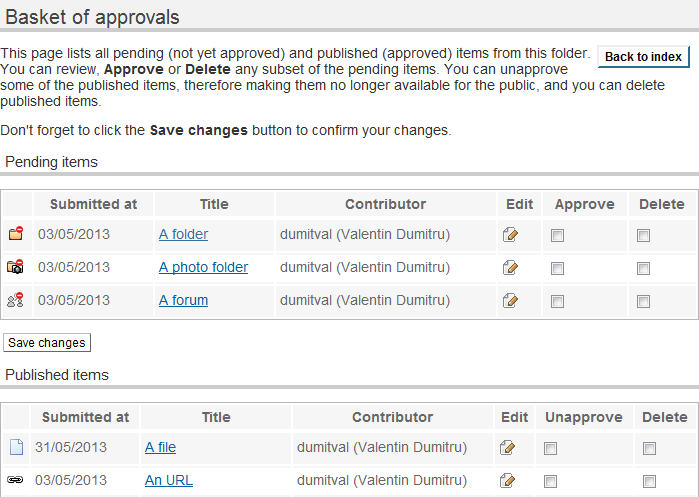 Basket of approvals
This page lists all pending (not yet approved) and published (approved) items from this folder.
Back to index
You can review, Approve or Delete any subset of the pending items. You can unapprove
some of the published items, therefore making them no longer available for the public, and you can delete
published items.
Don't forget to click the Save changes button to confirm your changes.
Pending items
Submitted at Title Contributor Edit Approve Delete
03/05/2013 A folder dumitval (Valentin Dumitru)
03/05/2013 A photo folder dumitval (Valentin Dumitru)
03/05/2013 A forum dumitval (Valentin Dumitru)
Save changes
Published items
Submitted at Title Contributor Edit Unapprove Delete
31/05/2013 A file dumitval (Valentin Dumitru)
03/05/2013 An URL dumitval (Valentin Dumitru)